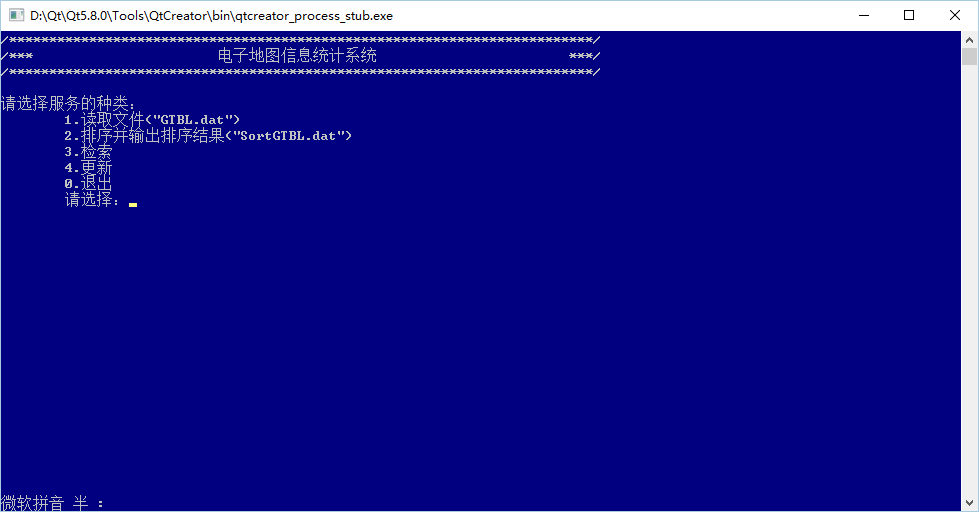 D:\Qt\Qt5.8.0\Tools\QtCreator\bin\qtcreator_process_stub.exe
/*************************************************************************/
/*** 电子地图信息统计系统 ***/
/*************************************************************************/
请选择服务的种类:
1.读取文件("GTBL.dat")
2.排序并输出排序结果("SortGTBL.dat")
3.检索
4.更新
0.退出
请选择:
微软拼音 半 :